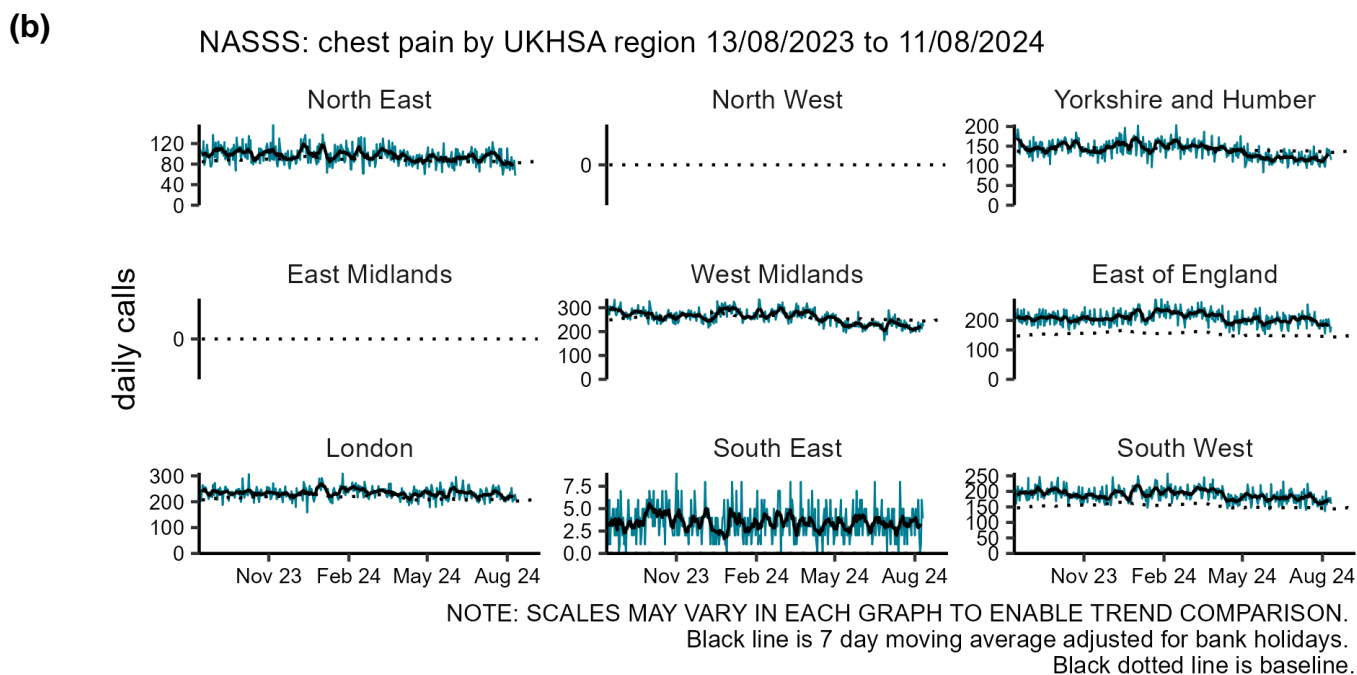 (b)
NASSS: chest pain by UKHSA region 13/08/2023 to 11/08/2024
North East
120
80
40
0
North West
0
Yorkshire and Humber
200
150
100
50
0
daily calls
East Midlands
0
West Midlands
300
200
100
0
East of England
200
100
0
London
300
200
100
0
Nov 23 Feb 24 May 24 Aug 24
South East
7.5
5.0
2.5
0.0
Nov 23 Feb 24 May 24 Aug 24
South West
250
200
150
100
50
0
Nov 23 Feb 24 May 24 Aug 24
NOTE: SCALES MAY VARY IN EACH GRAPH TO ENABLE TREND COMPARISON.
Black line is 7 day moving average adjusted for bank holidays.
Black dotted line is baseline.